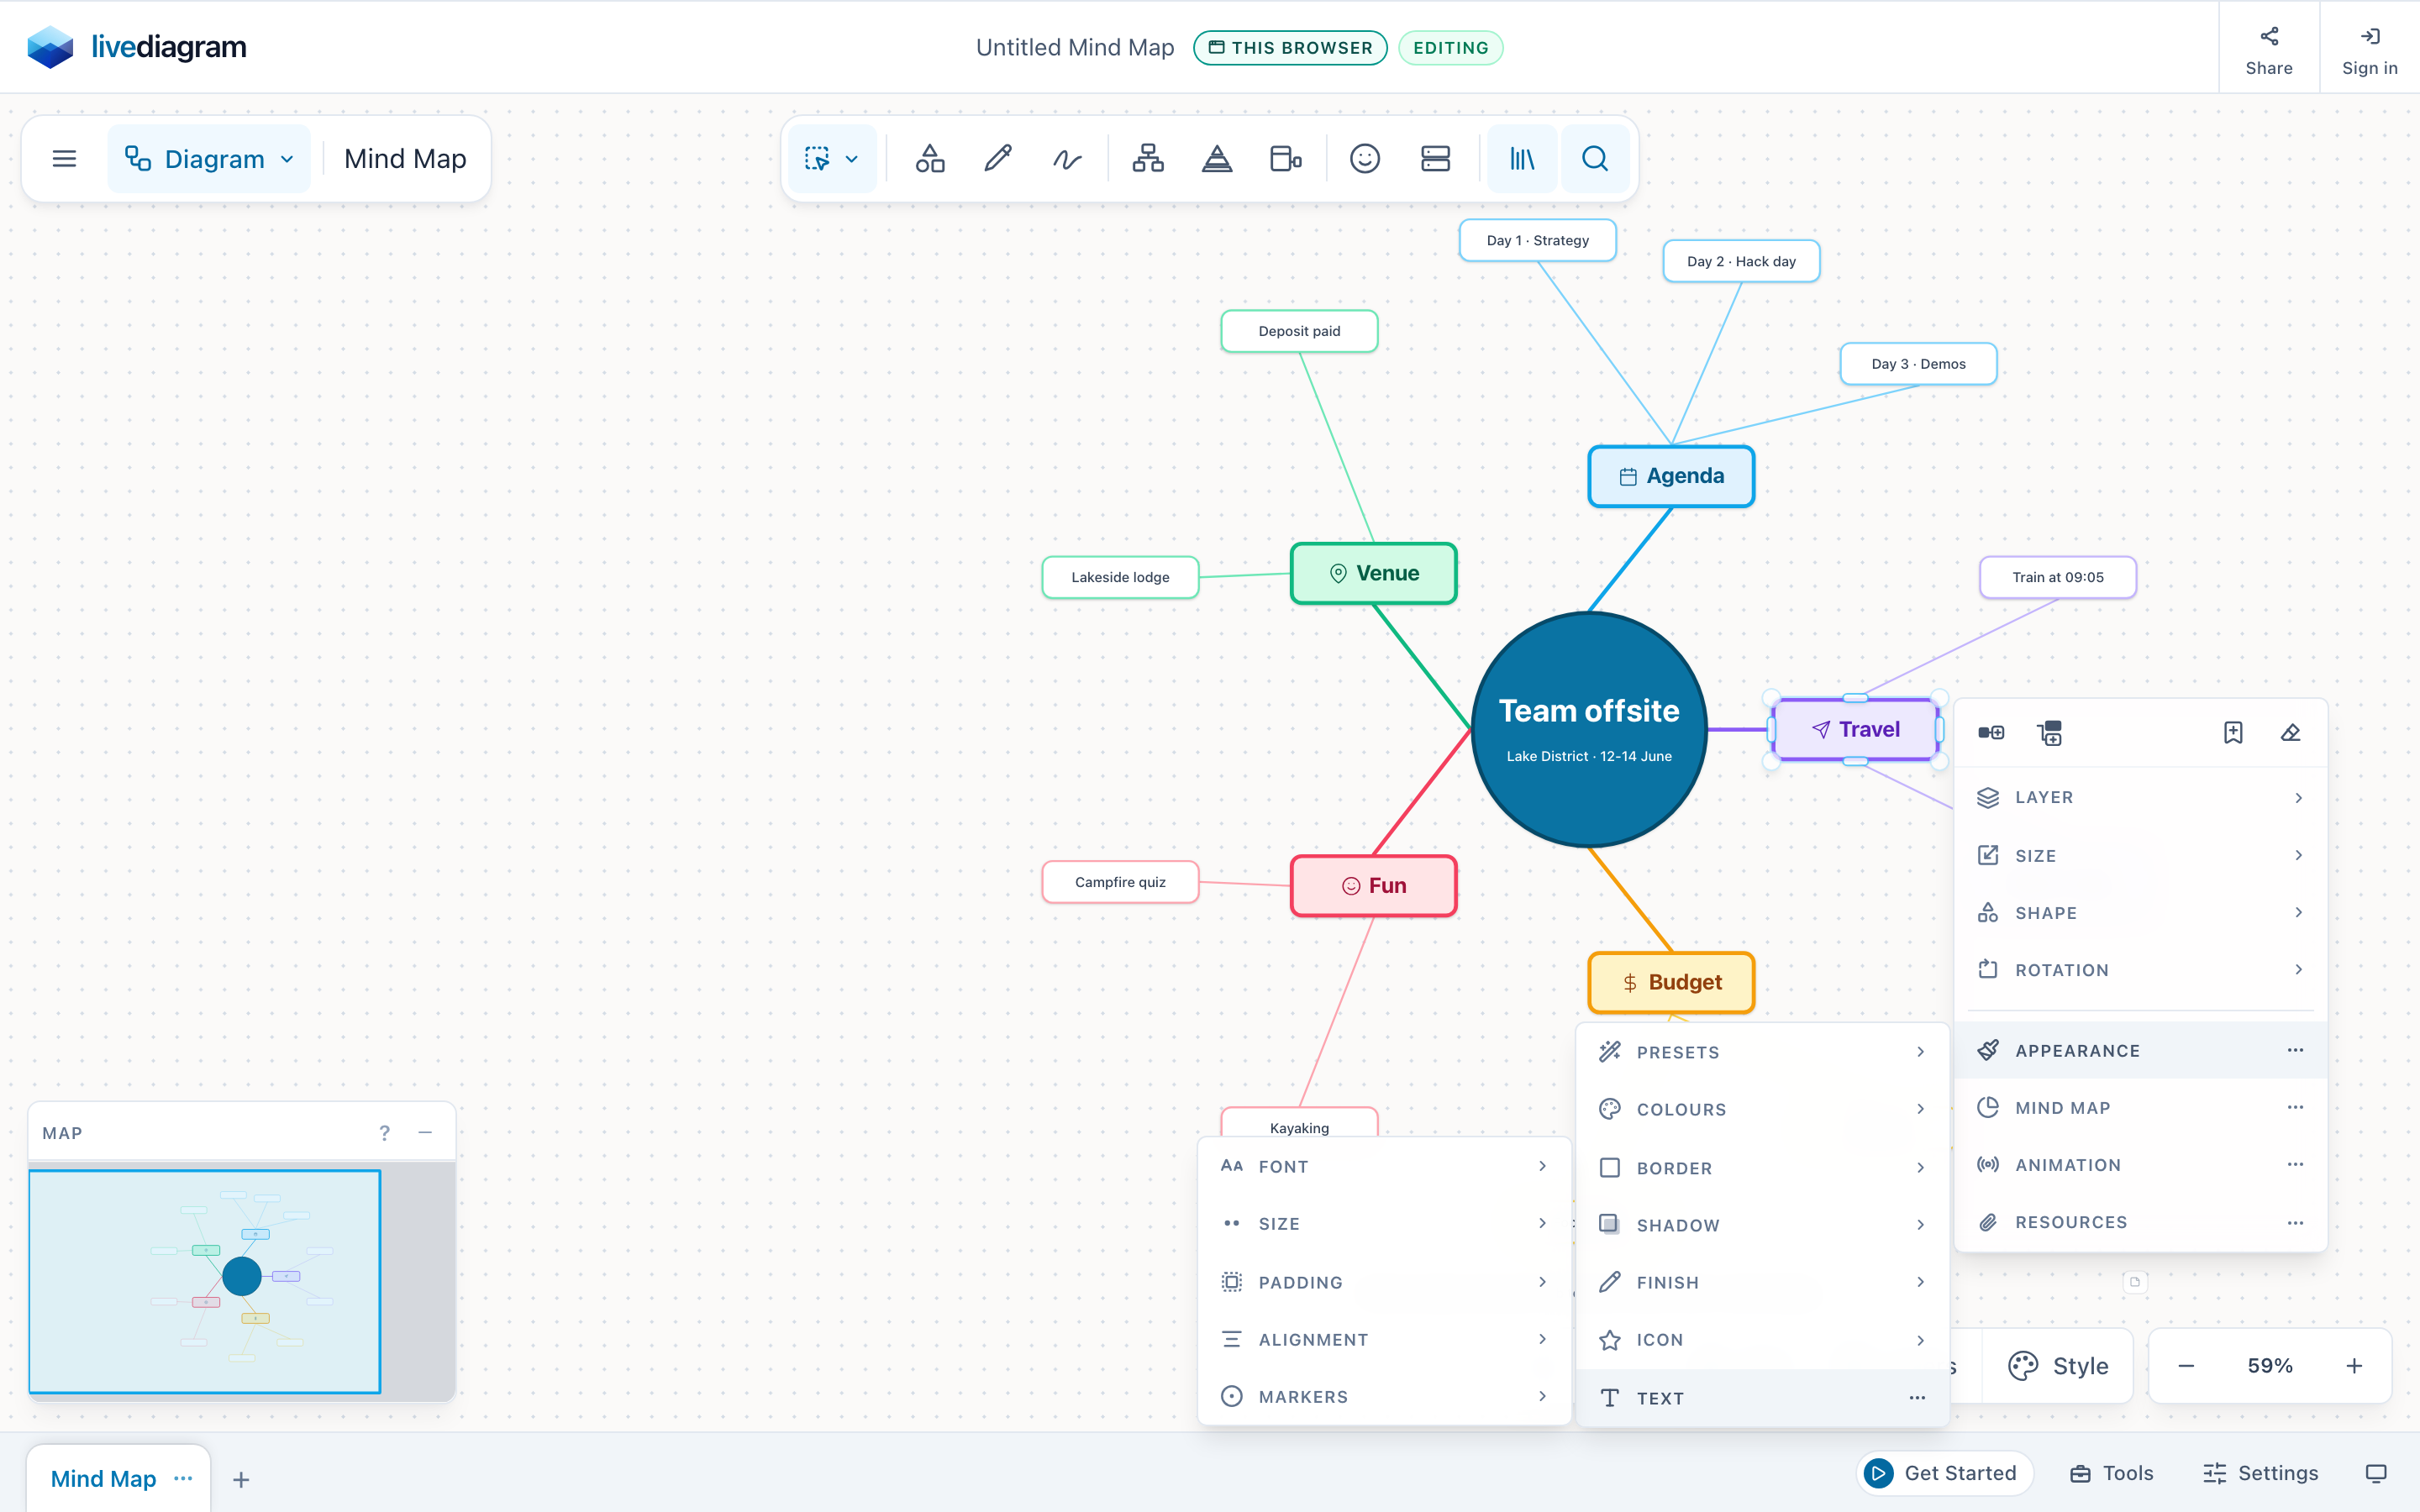 livediagram
Untitled Mind Map
THIS BROWSER
EDITING
Share
Sign in
Diagram
Mind Map
Day 1 · Strategy
Day 2 · Hack day
Deposit paid
Day 3 · Demos
Agenda
Venue
Lakeside lodge
Train at 09:05
Team offsite
Lake District · 12-14 June
Travel
LAYER
SIZE
SHAPE
ROTATION
APPEARANCE
MIND MAP
ANIMATION
RESOURCES
Campfire quiz
Fun
Budget
Kayaking
PRESETS
COLOURS
BORDER
SHADOW
FINISH
ICON
TEXT
FONT
SIZE
PADDING
ALIGNMENT
MARKERS
MAP
?
Style
59%
Mind Map
Get Started
Tools
Settings